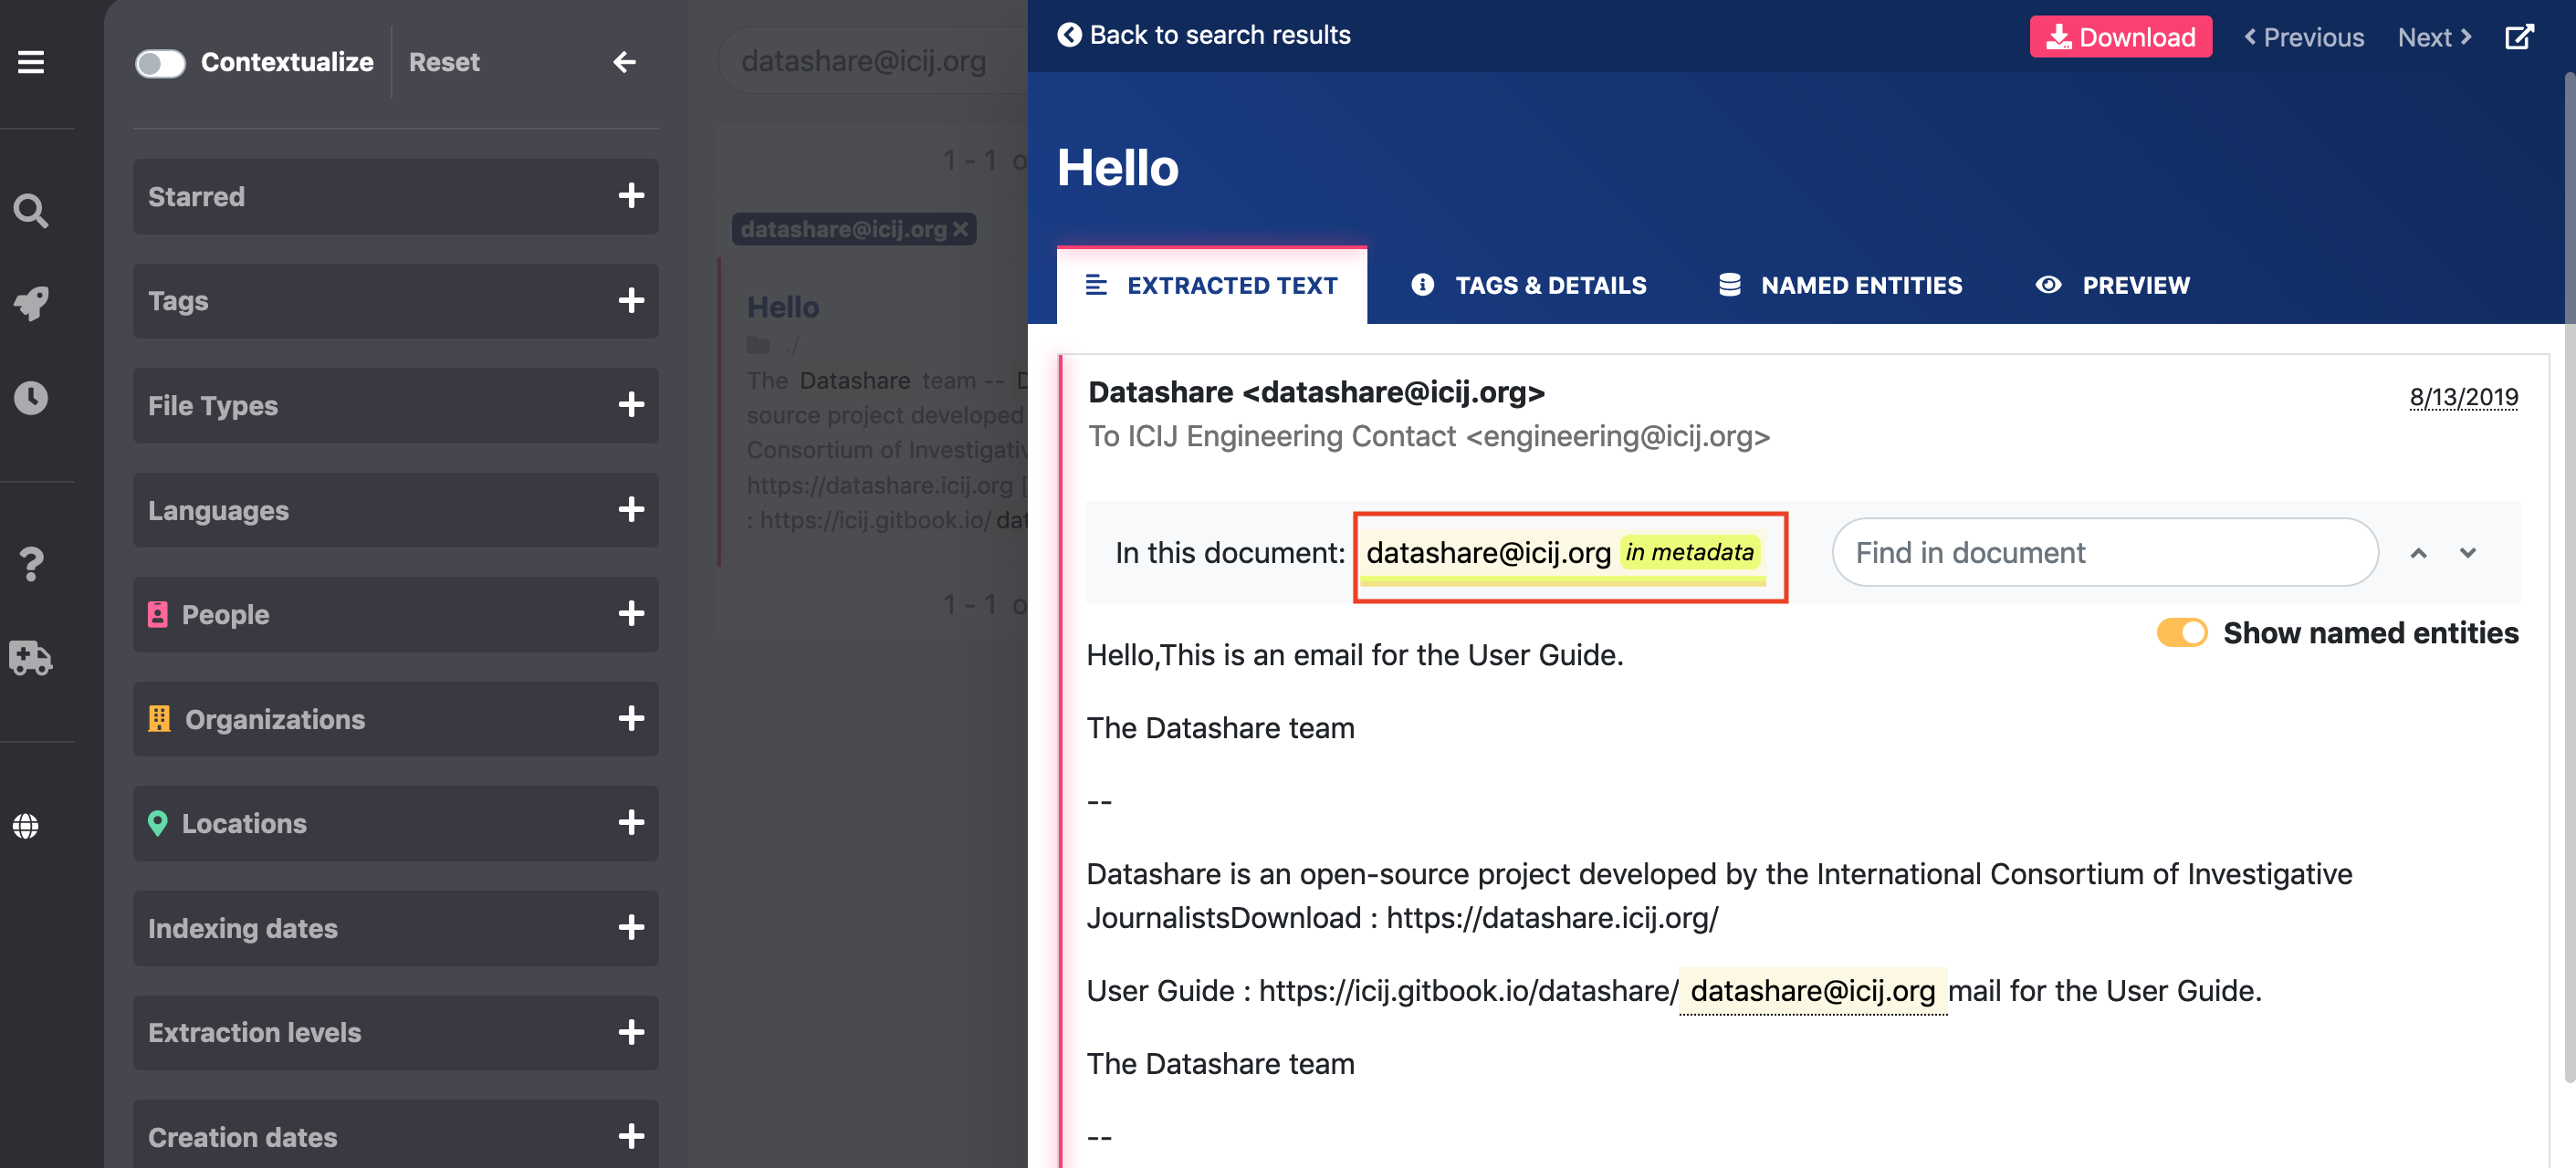 Contextualize
Reset
Starred
Tags
File Types
Languages
People
Organizations
Locations
Indexing dates
Extraction levels
Creation dates
datashare@icij.org
1 - 1 o
datashare@icij.org
Hello
./
The Datashare team -- D
source project developed
Consortium of Investigativ
https://datashare.icij.org [
: https://icij.gitbook.io/ dat
1 - 1 o
Back to search results
Download
Previous
Next
Hello
EXTRACTED TEXT
TAGS & DETAILS
NAMED ENTITIES
PREVIEW
Datashare <datashare@icij.org>
8/13/2019
To ICIJ Engineering Contact <engineering@icij.org>
In this document: datashare@icij.org in metadata
Find in document
Show named entities
Hello,This is an email for the User Guide.
The Datashare team
--
Datashare is an open-source project developed by the International Consortium of Investigative
JournalistsDownload : https://datashare.icij.org/
User Guide : https://icij.gitbook.io/datashare/ datashare@icij.org mail for the User Guide.
The Datashare team
--